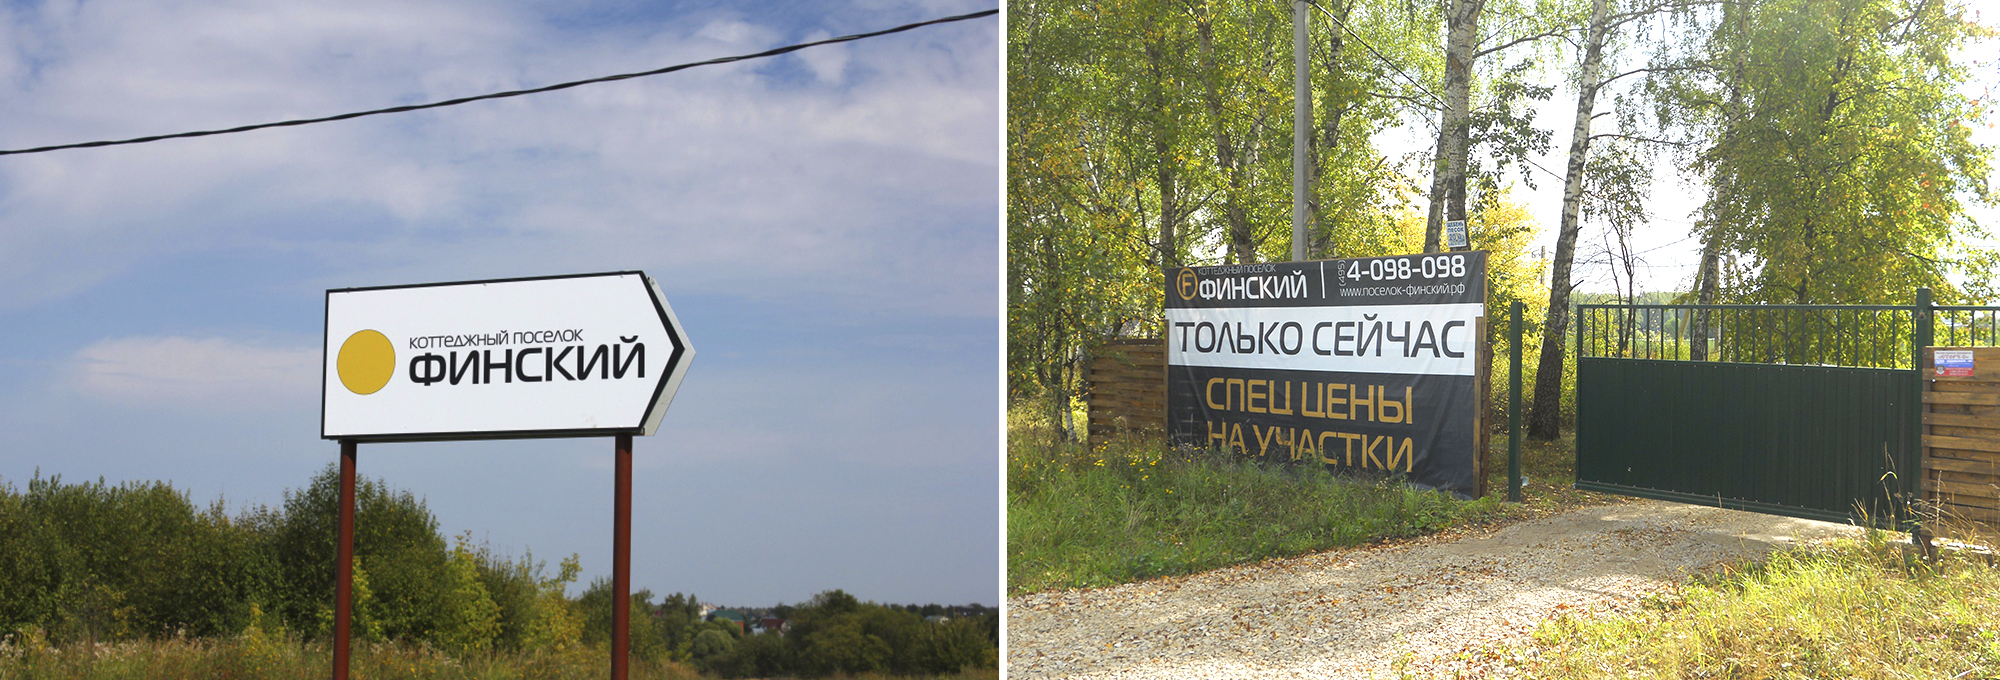 КОТТЕДЖНЫЙ ПОСЕЛОК
ФИНСКИЙ
F
КОТТЕДЖНЫЙ ПОСЕЛОК
ФИНСКИЙ
(495) 4-098-098
www.поселок-финский.рф
ТОЛЬКО СЕЙЧАС
СПЕЦ ЦЕНЫ
НА УЧАСТКИ
ПЕСОК